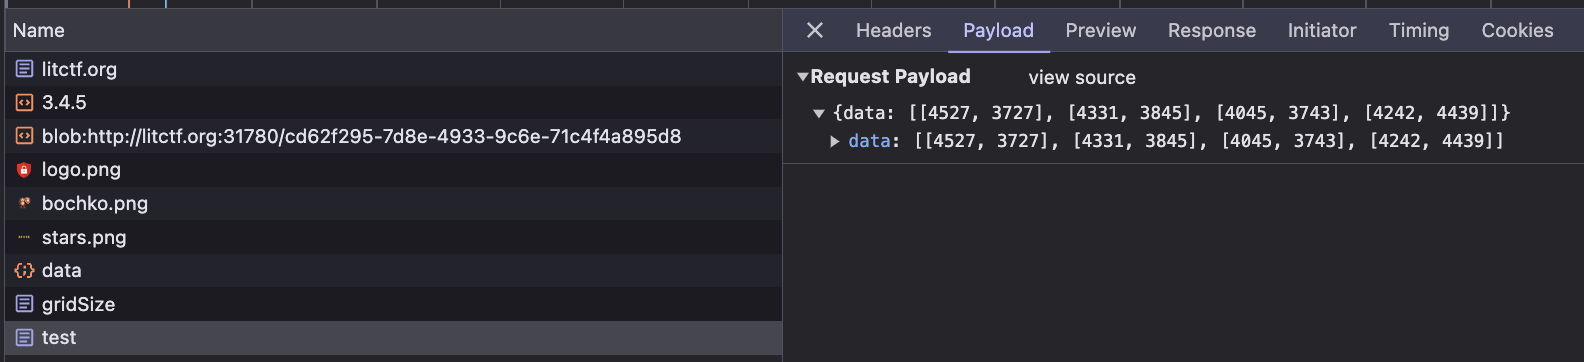 Name
litctf.org
3.4.5
blob:http://litctf.org:31780/cd62f295-7d8e-4933-9c6e-71c4f4a895d8
logo.png
bochko.png
stars.png
data
gridSize
test
Headers Payload Preview Response Initiator Timing Cookies
Request Payload view source
{data: [[4527, 3727], [4331, 3845], [4045, 3743], [4242, 4439]]}
data: [[4527, 3727], [4331, 3845], [4045, 3743], [4242, 4439]]